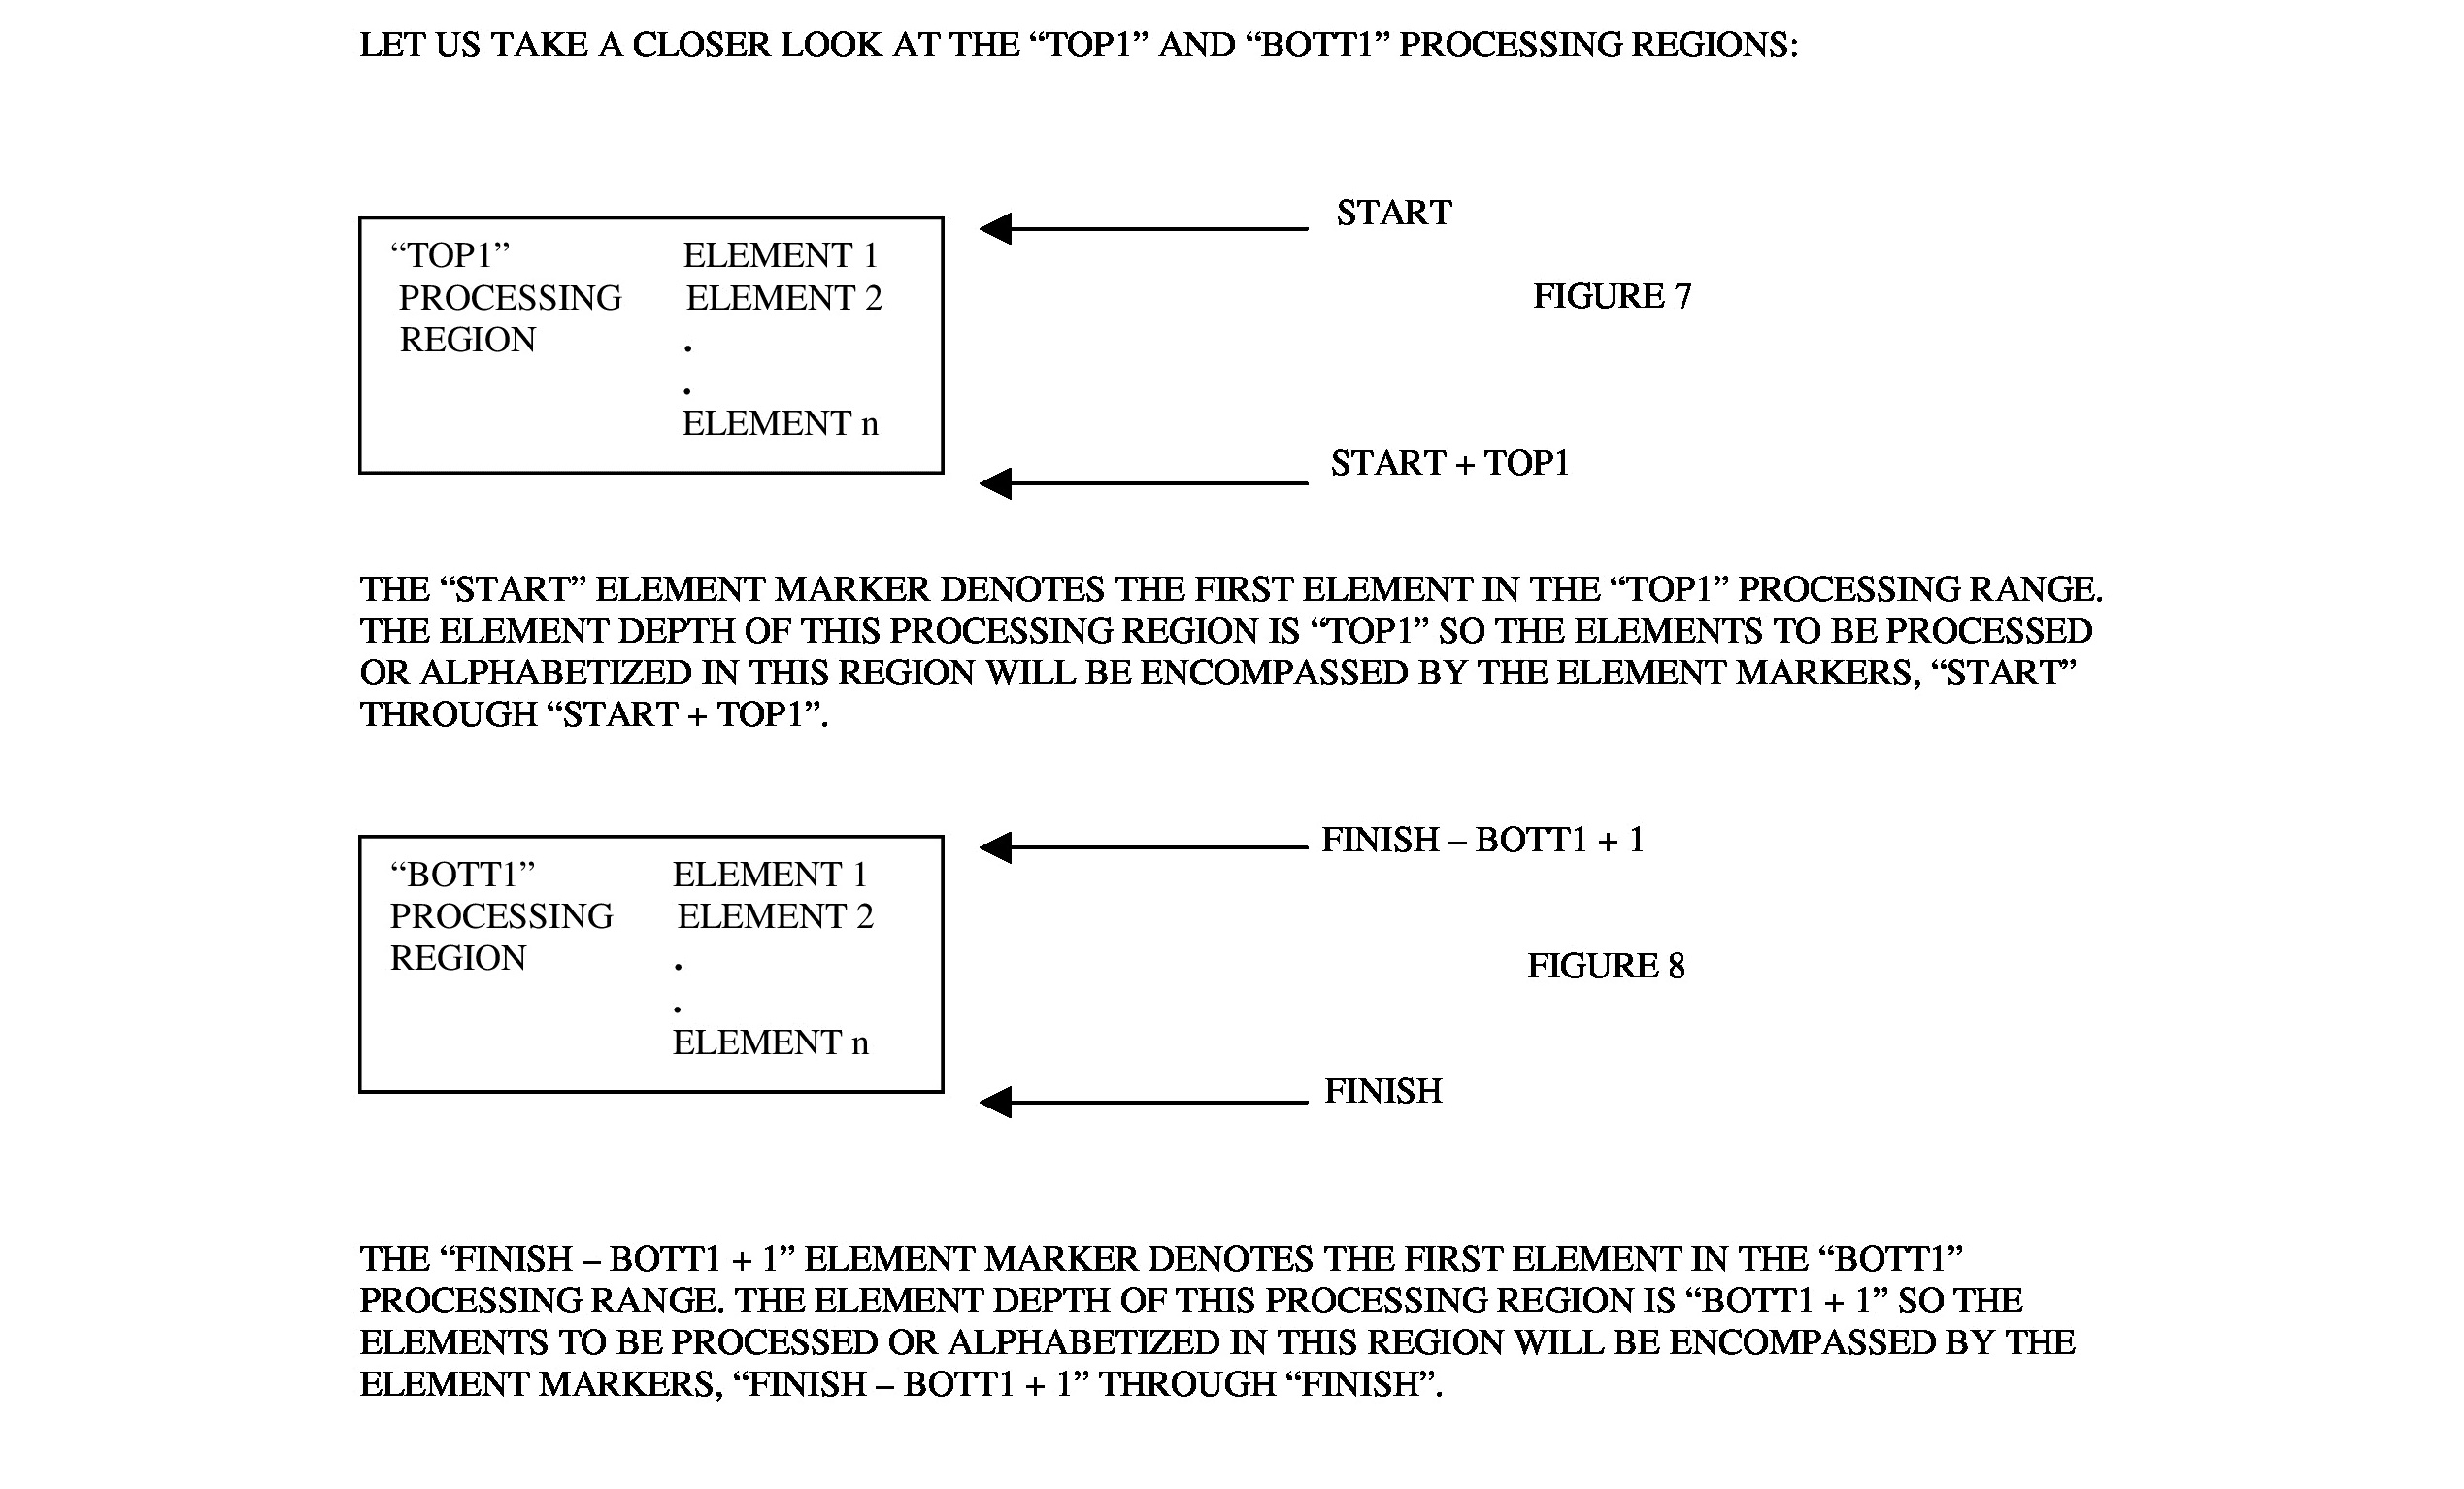 LET US TAKE A CLOSER LOOK AT THE “TOP1” AND “BOTT1” PROCESSING REGIONS:
START
“TOP1” ELEMENT 1
PROCESSING ELEMENT 2
FIGURE 7
REGION .
.
ELEMENT n
START + TOP1
THE “START” ELEMENT MARKER DENOTES THE FIRST ELEMENT IN THE “TOP1” PROCESSING RANGE.
THE ELEMENT DEPTH OF THIS PROCESSING REGION IS “TOP1” SO THE ELEMENTS TO BE PROCESSED
OR ALPHABETIZED IN THIS REGION WILL BE ENCOMPASSED BY THE ELEMENT MARKERS, “START”
THROUGH “START + TOP1”.
FINISH – BOTT1 + 1
“BOTT1” ELEMENT 1
PROCESSING ELEMENT 2
REGION .
FIGURE 8
.
ELEMENT n
FINISH
THE “FINISH – BOTT1 + 1” ELEMENT MARKER DENOTES THE FIRST ELEMENT IN THE “BOTT1”
PROCESSING RANGE. THE ELEMENT DEPTH OF THIS PROCESSING REGION IS “BOTT1 + 1” SO THE
ELEMENTS TO BE PROCESSED OR ALPHABETIZED IN THIS REGION WILL BE ENCOMPASSED BY THE
ELEMENT MARKERS, “FINISH – BOTT1 + 1” THROUGH “FINISH”.